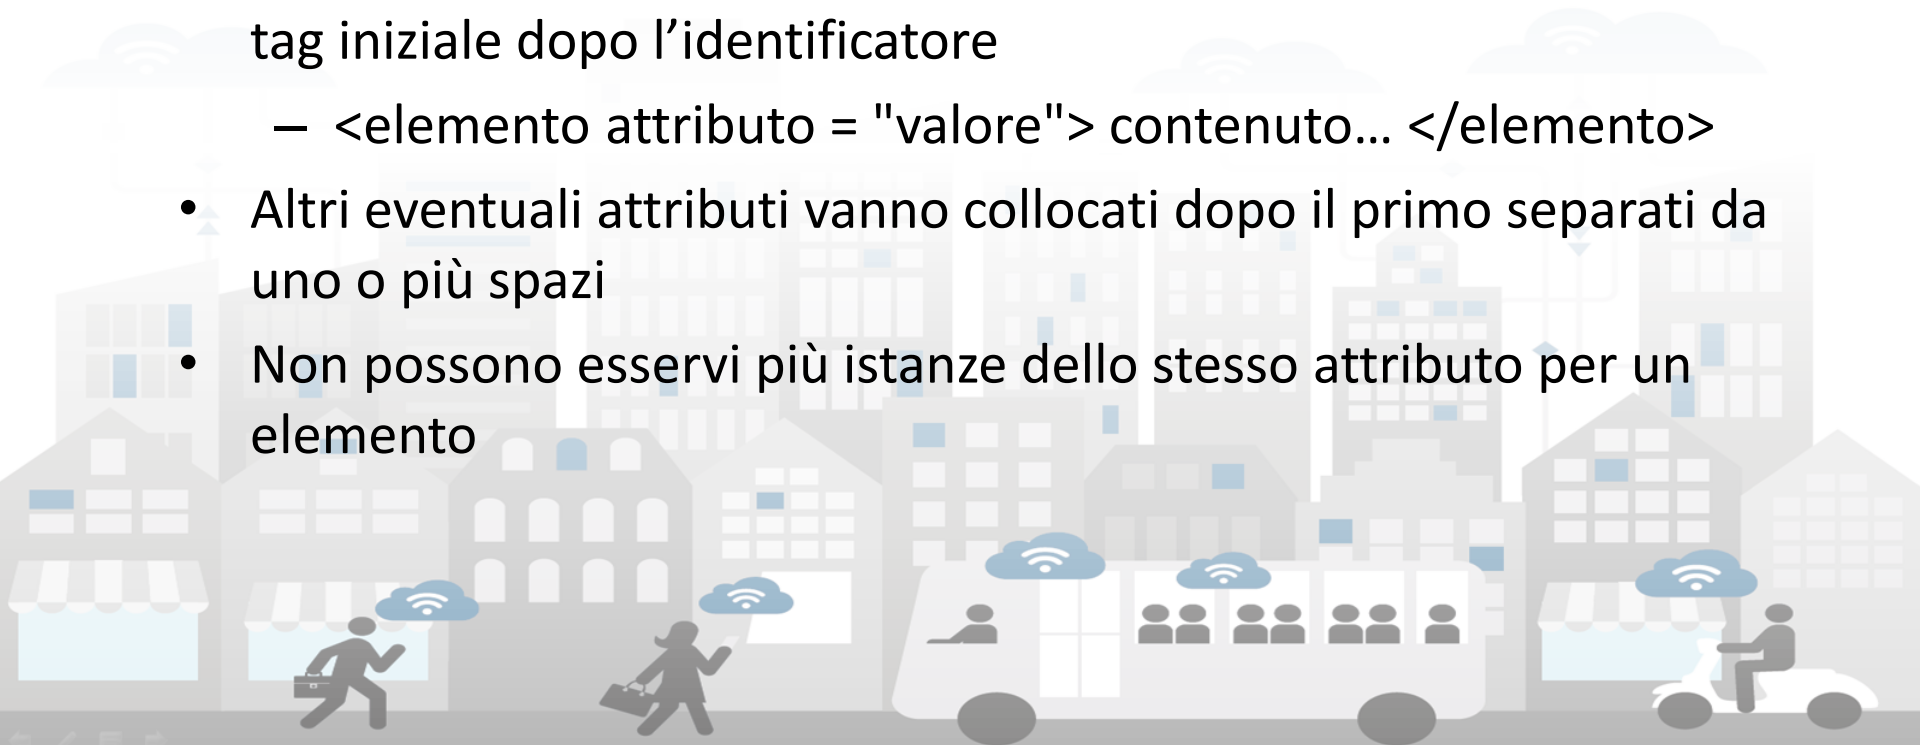 tag iniziale dopo l’identificatore
– <elemento attributo = "valore"> contenuto… </elemento>
• Altri eventuali attributi vanno collocati dopo il primo separati da
uno o più spazi
• Non possono esservi più istanze dello stesso attributo per un
elemento